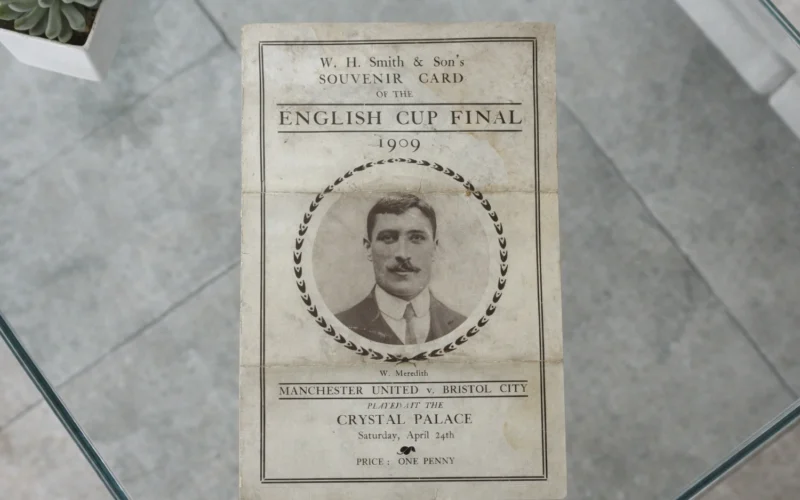 W. H. Smith & Son's
SOUVENIR CARD
OF THE
ENGLISH CUP FINAL
1909
W. Meredith
MANCHESTER UNITED v. BRISTOL CITY
PLAYED AT THE
CRYSTAL PALACE
Saturday, April 24th
PRICE : ONE PENNY